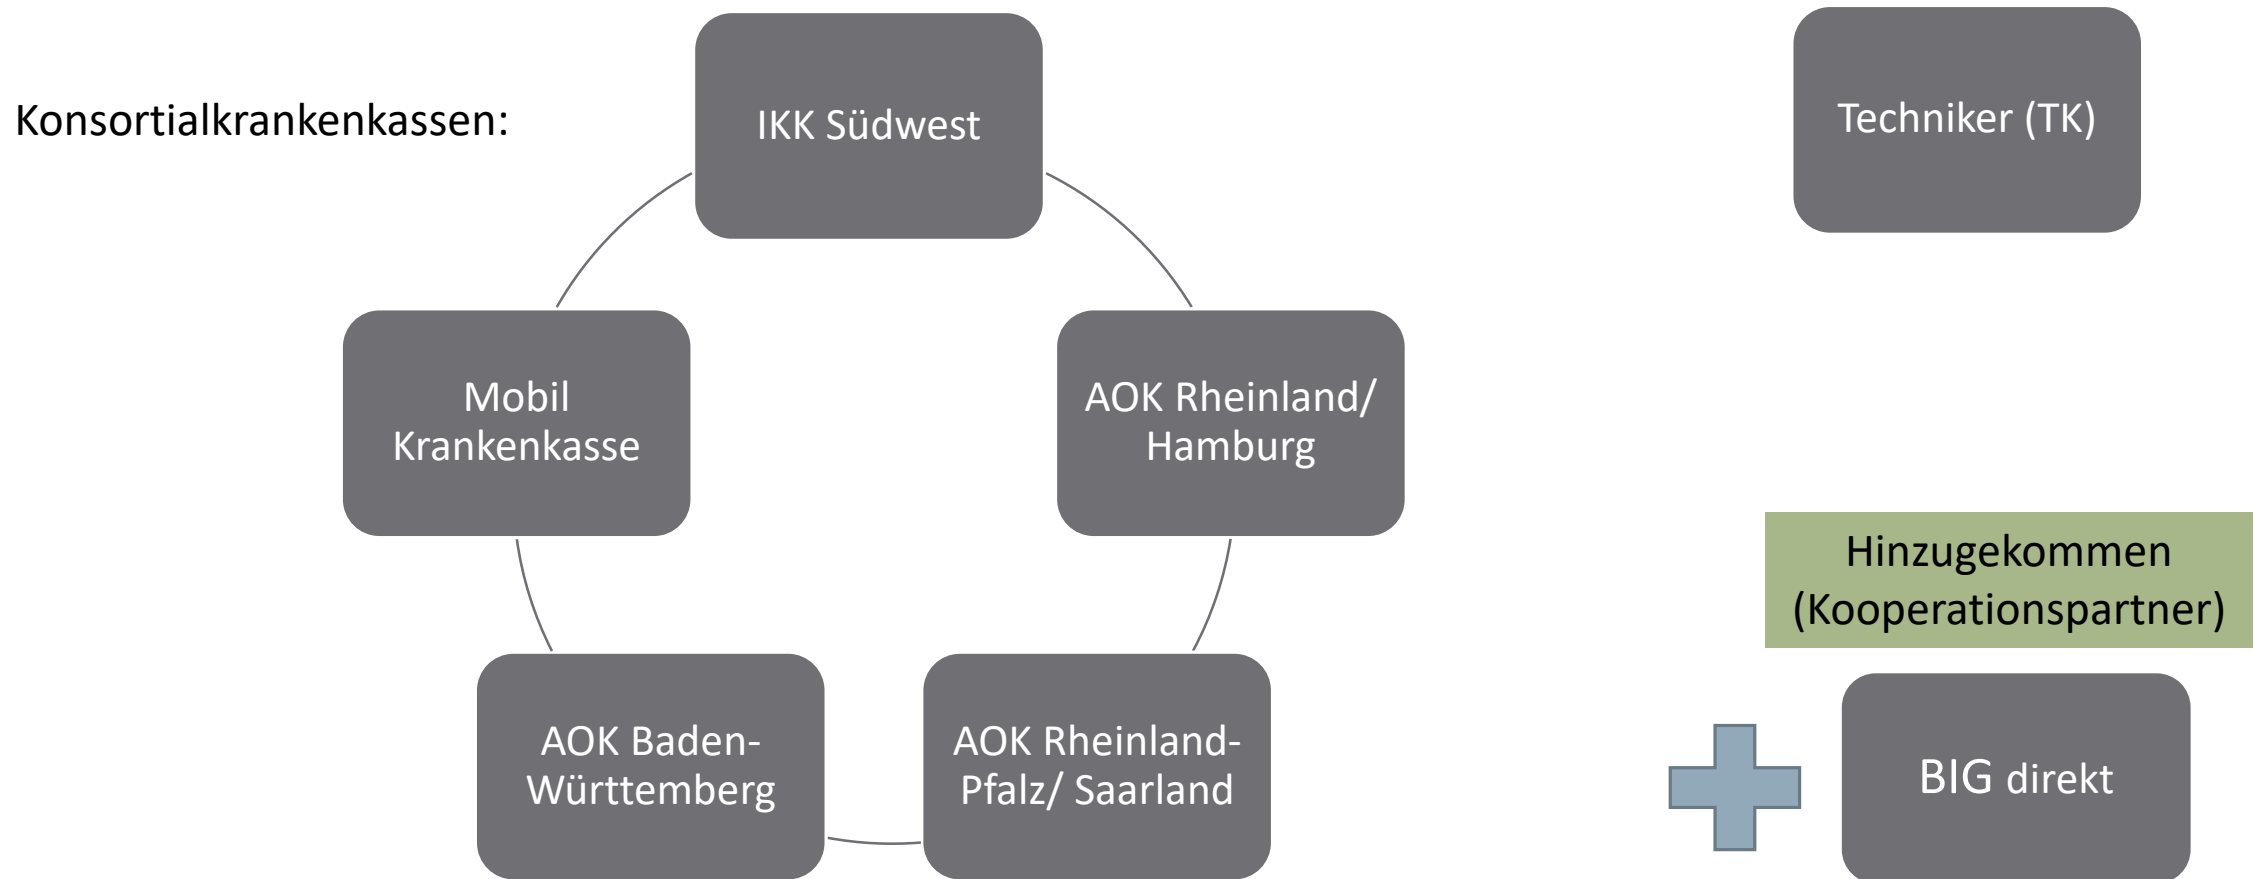 Konsortialkrankenkassen:
IKK Südwest
Techniker (TK)
Mobil
Krankenkasse
AOK Rheinland/
Hamburg
Hinzugekommen
(Kooperationspartner)
AOK Baden-
Württemberg
AOK Rheinland-
Pfalz/ Saarland
BIG direkt